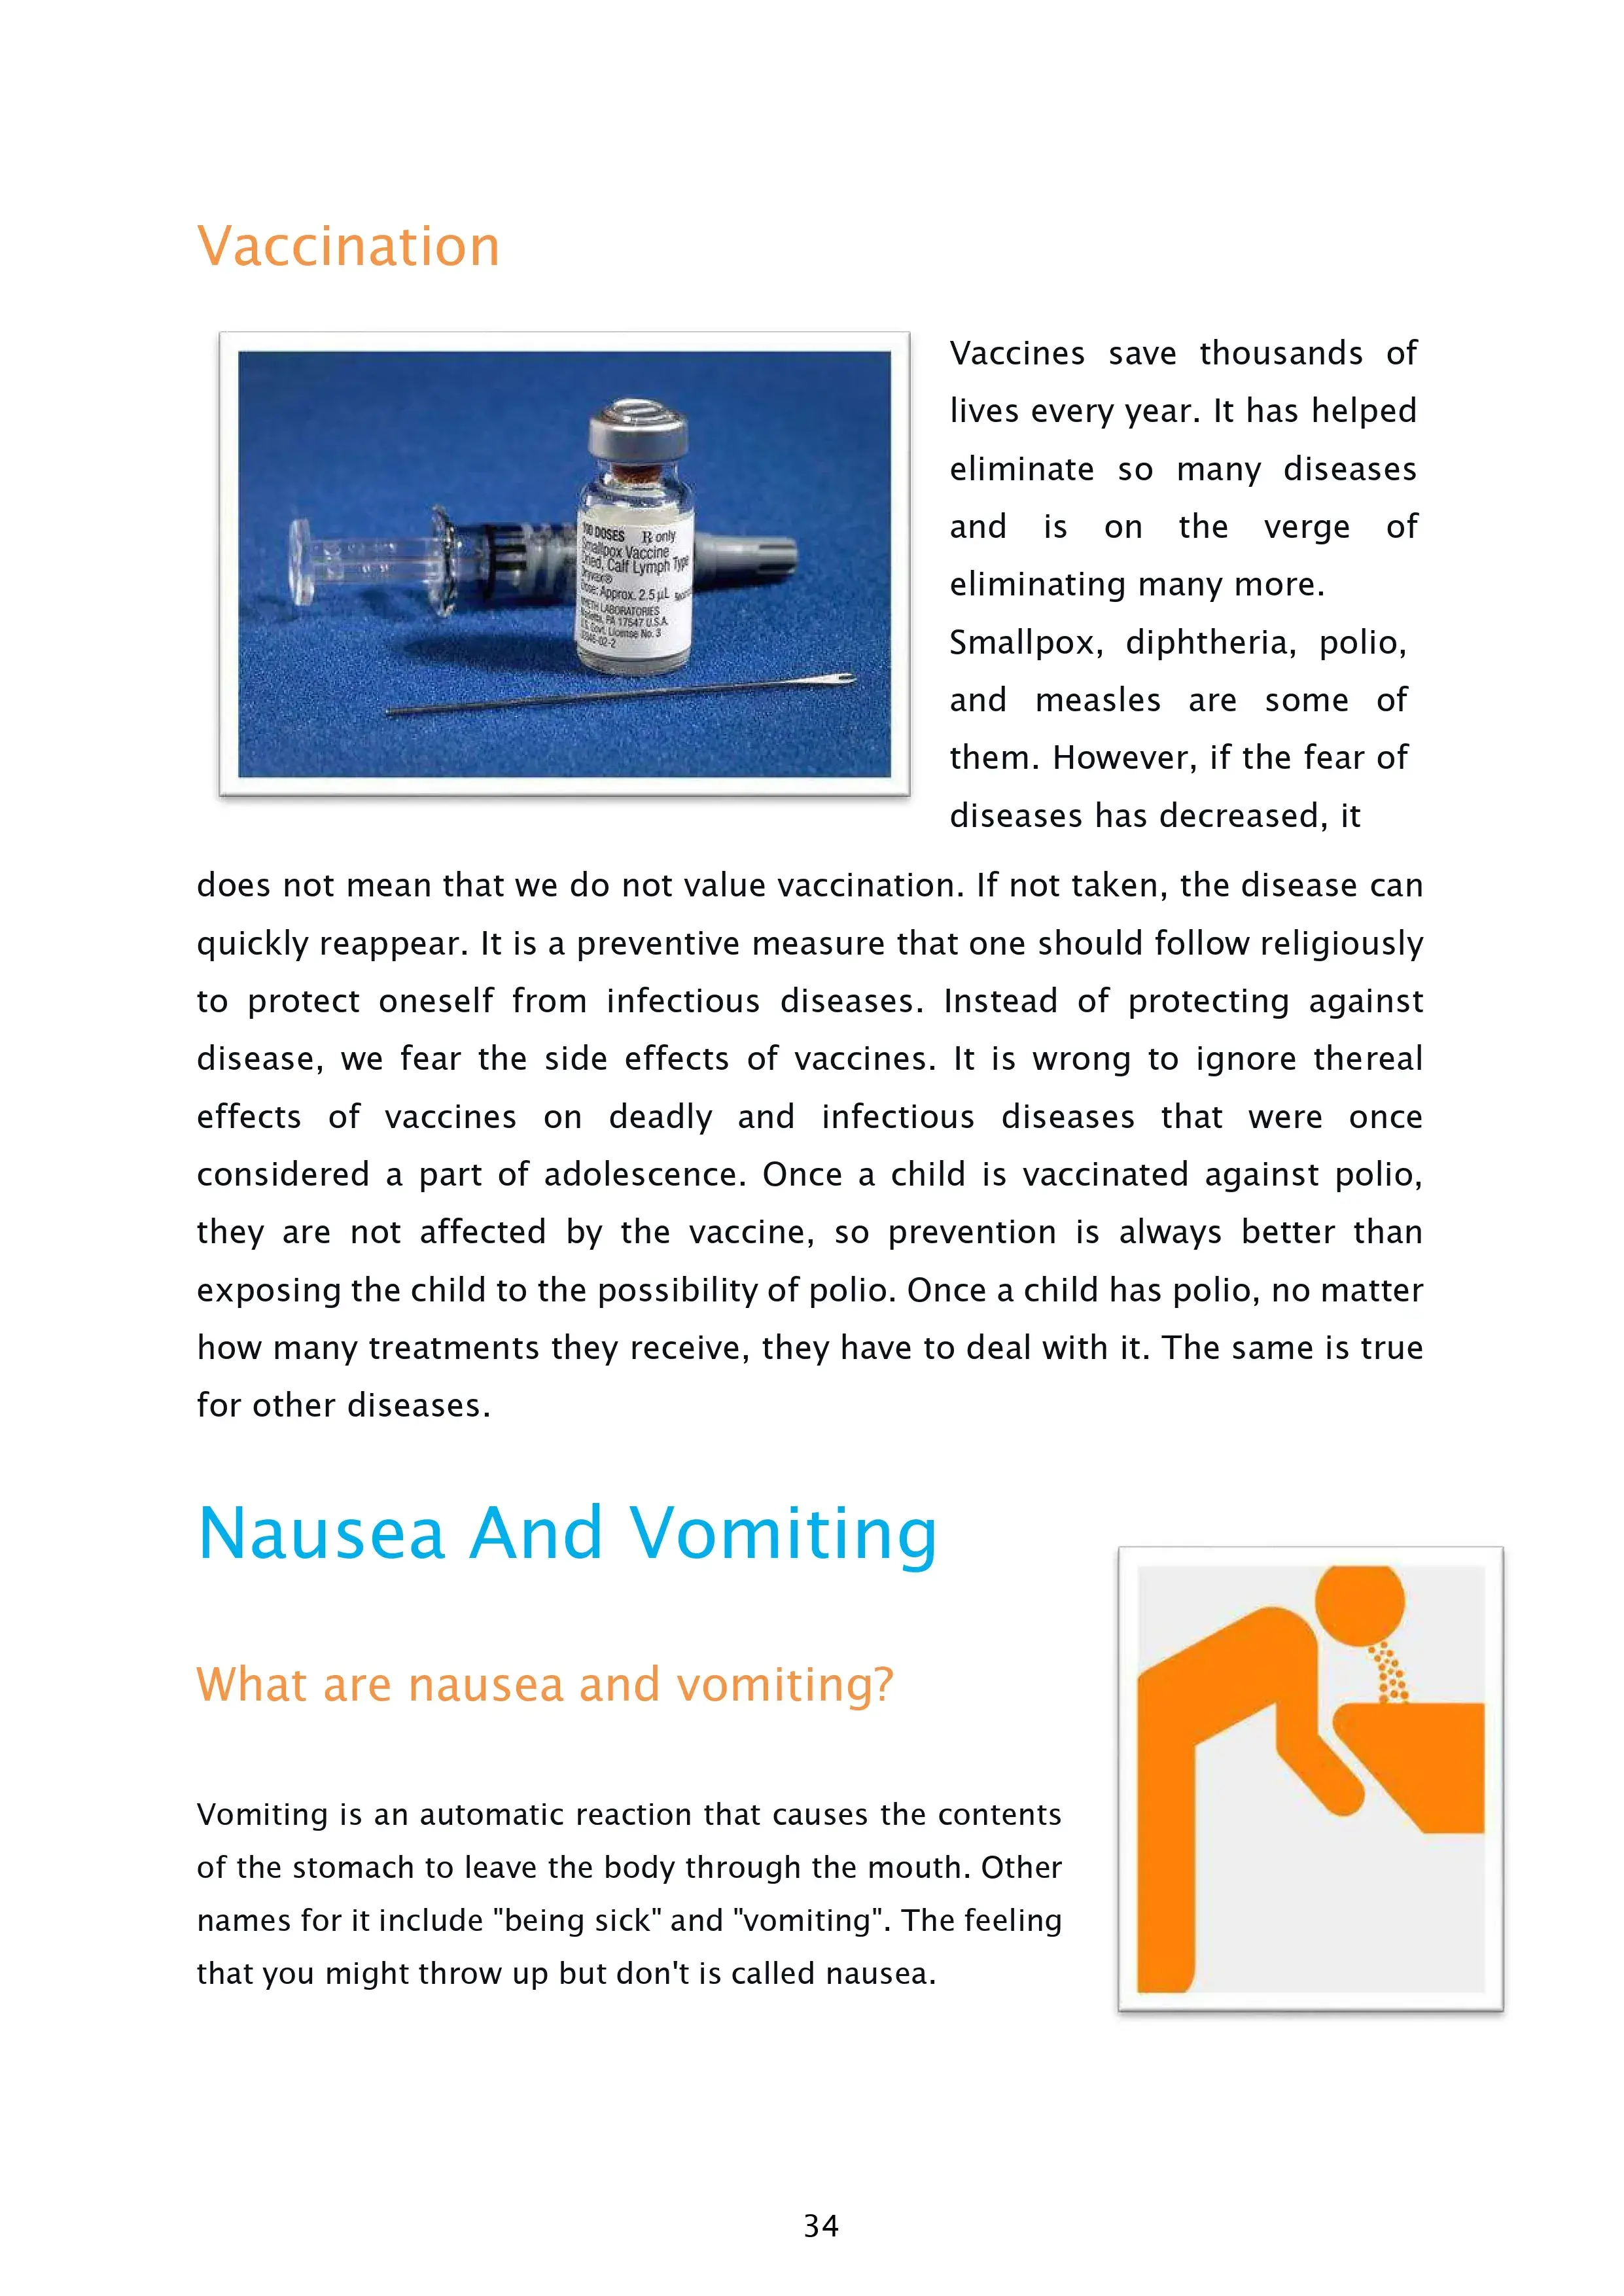 Vaccination
100 DOSES ℞ only
Smallpox Vaccine
Dried, Calf Lymph Type
Dryvax®
Dose: Approx. 2.5 µL
WYETH LABORATORIES
Marietta, PA 17547 U.S.A.
U.S. Govt. License No. 3
Vaccines save thousands of
lives every year. It has helped
eliminate so many diseases
and is on the verge of
eliminating many more.
Smallpox, diphtheria, polio,
and measles are some of
them. However, if the fear of
diseases has decreased, it
does not mean that we do not value vaccination. If not taken, the disease can
quickly reappear. It is a preventive measure that one should follow religiously
to protect oneself from infectious diseases. Instead of protecting against
disease, we fear the side effects of vaccines. It is wrong to ignore thereal
effects of vaccines on deadly and infectious diseases that were once
considered a part of adolescence. Once a child is vaccinated against polio,
they are not affected by the vaccine, so prevention is always better than
exposing the child to the possibility of polio. Once a child has polio, no matter
how many treatments they receive, they have to deal with it. The same is true
for other diseases.
Nausea And Vomiting
What are nausea and vomiting?
Vomiting is an automatic reaction that causes the contents
of the stomach to leave the body through the mouth. Other
names for it include "being sick" and "vomiting". The feeling
that you might throw up but don't is called nausea.
34